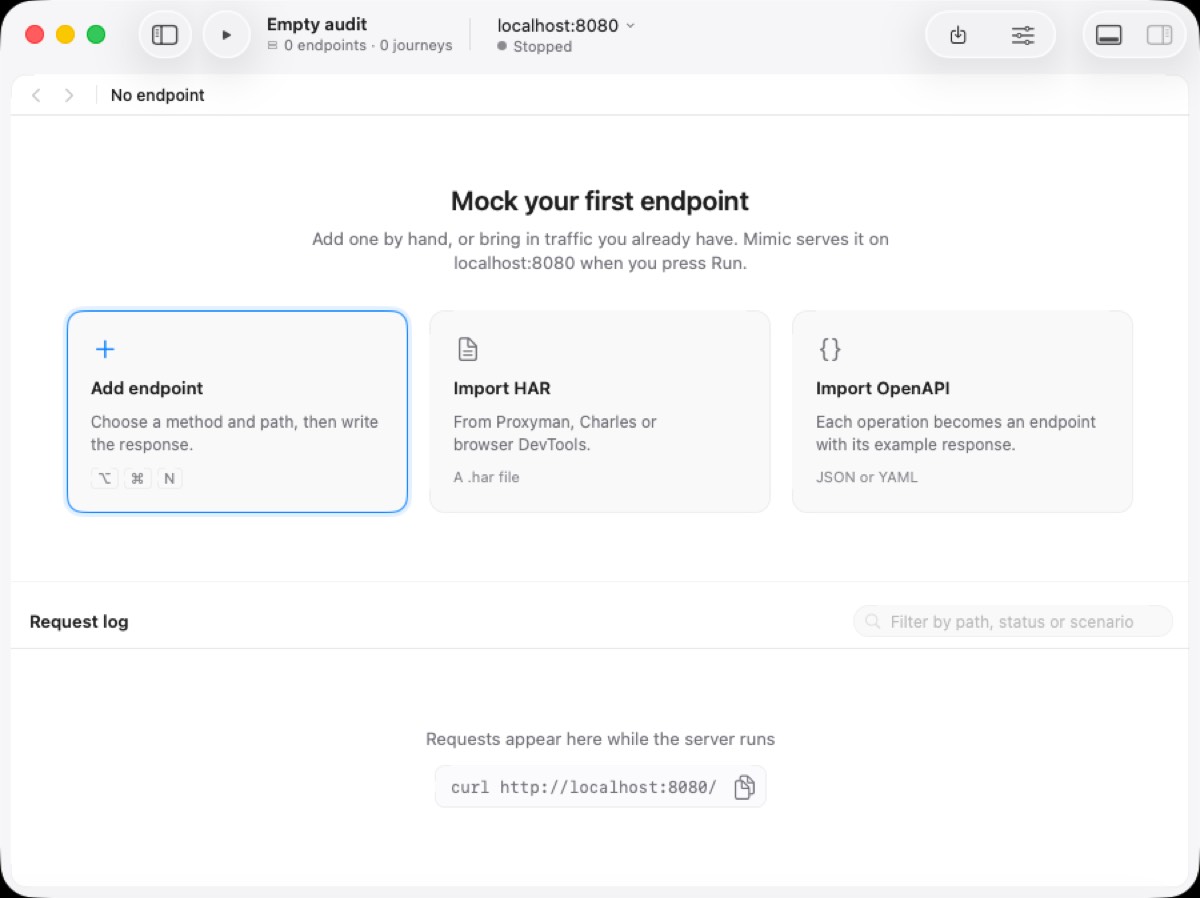 Empty audit
0 endpoints · 0 journeys
localhost:8080
Stopped
No endpoint
Mock your first endpoint
Add one by hand, or bring in traffic you already have. Mimic serves it on
localhost:8080 when you press Run.
Add endpoint
Choose a method and path, then write
the response.
⌥ ⌘ N
Import HAR
From Proxyman, Charles or
browser DevTools.
A .har file
{}
Import OpenAPI
Each operation becomes an endpoint
with its example response.
JSON or YAML
Request log
Filter by path, status or scenario
Requests appear here while the server runs
curl http://localhost:8080/